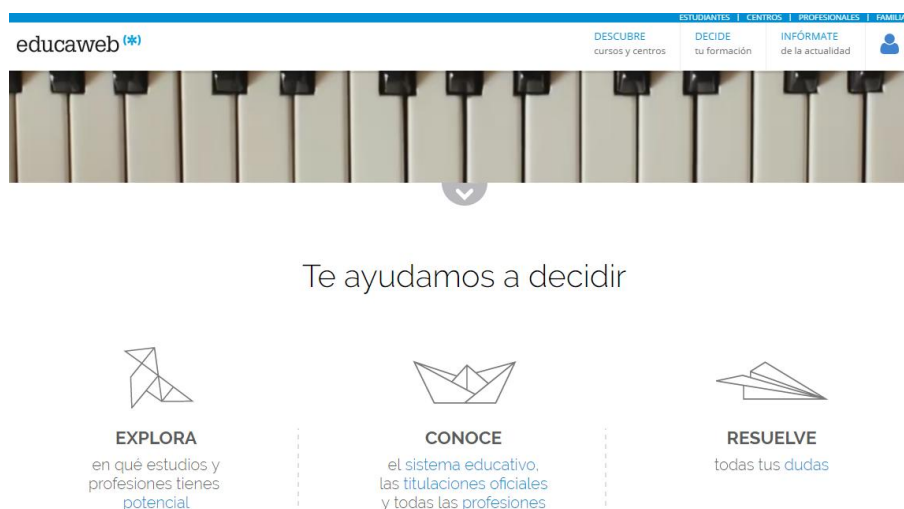 ESTUDIANTES | CENTROS | PROFESIONALES |
educaweb (*)
DESCUBRE
cursos y centros
DECIDE
tu formación
INFÓRMATE
de la actualidad
Te ayudamos a decidir
EXPLORA
en qué estudios y
profesiones tienes
potencial
CONOCE
el sistema educativo,
las titulaciones oficiales
y todas las profesiones
RESUELVE
todas tus dudas